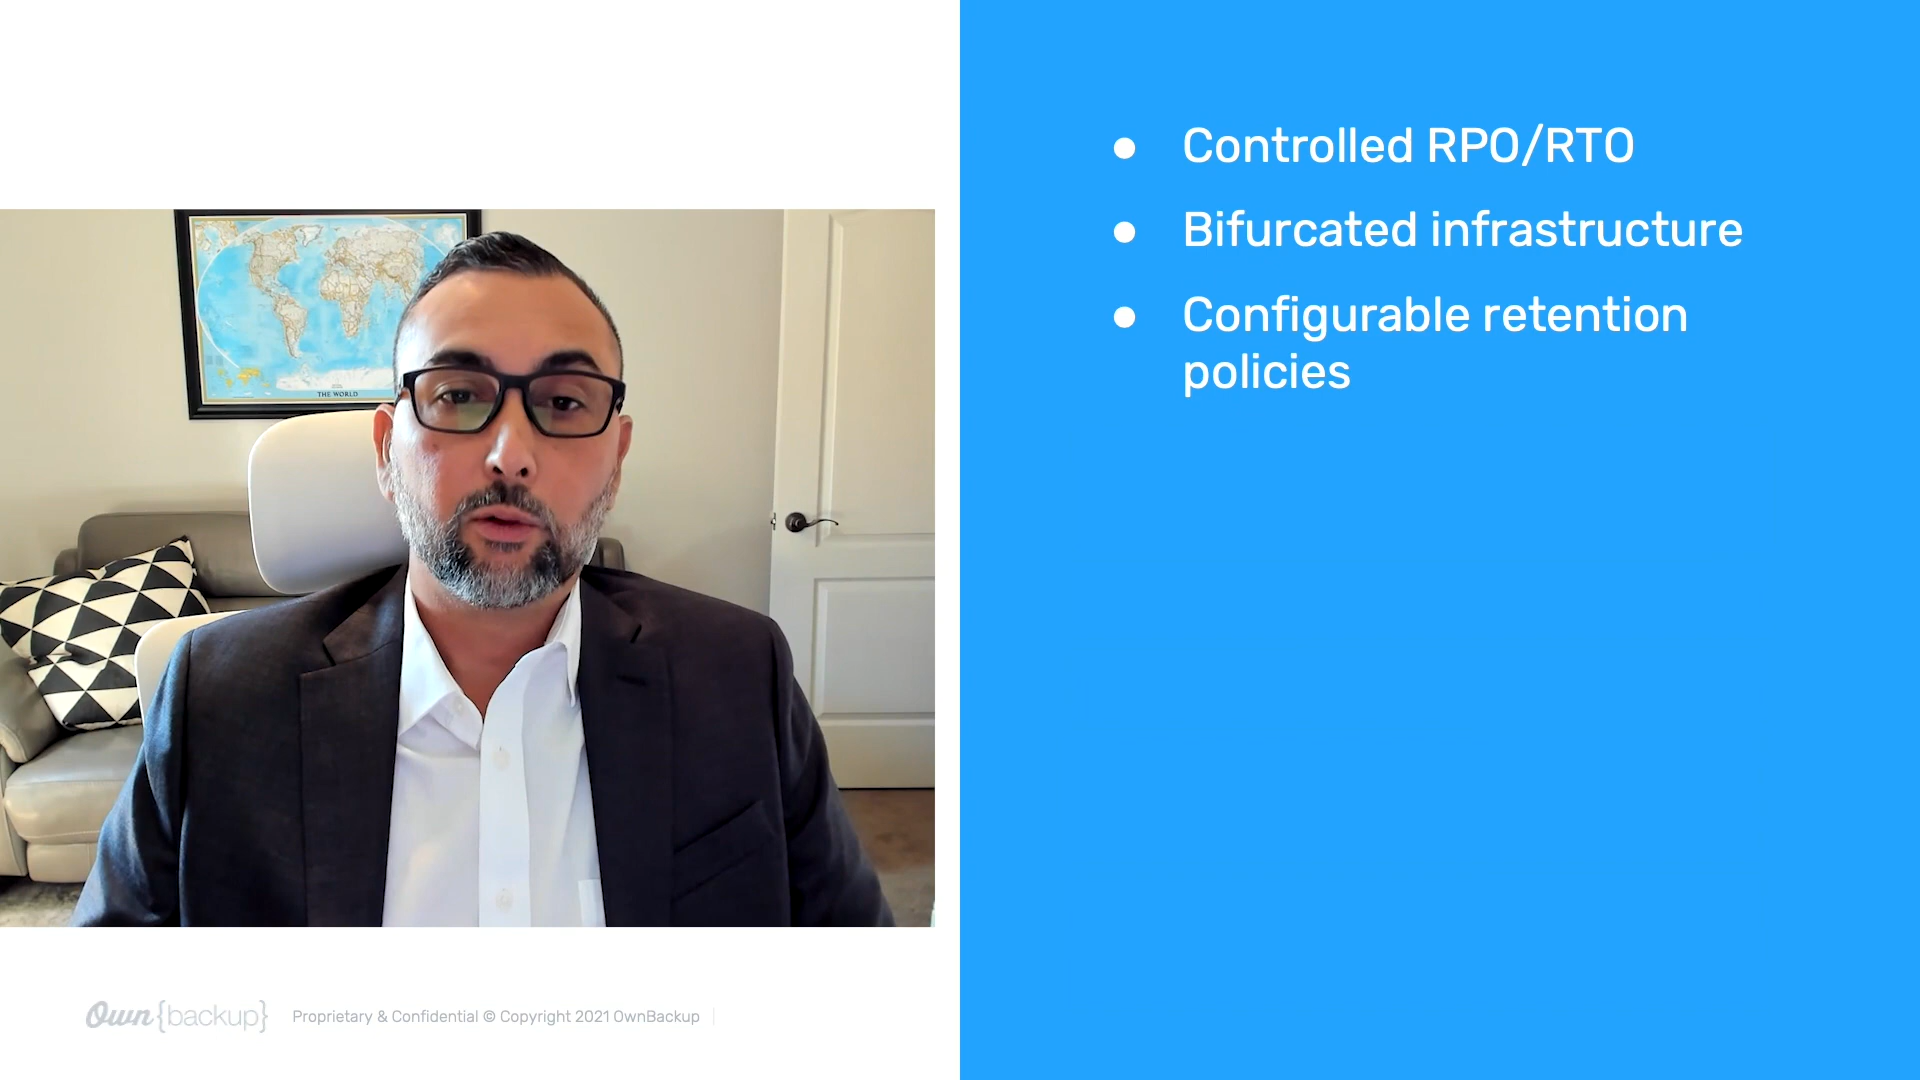 THE WORLD
● Controlled RPO/RTO
● Bifurcated infrastructure
● Configurable retention
policies
Own {backup} Proprietary & Confidential © Copyright 2021 OwnBackup